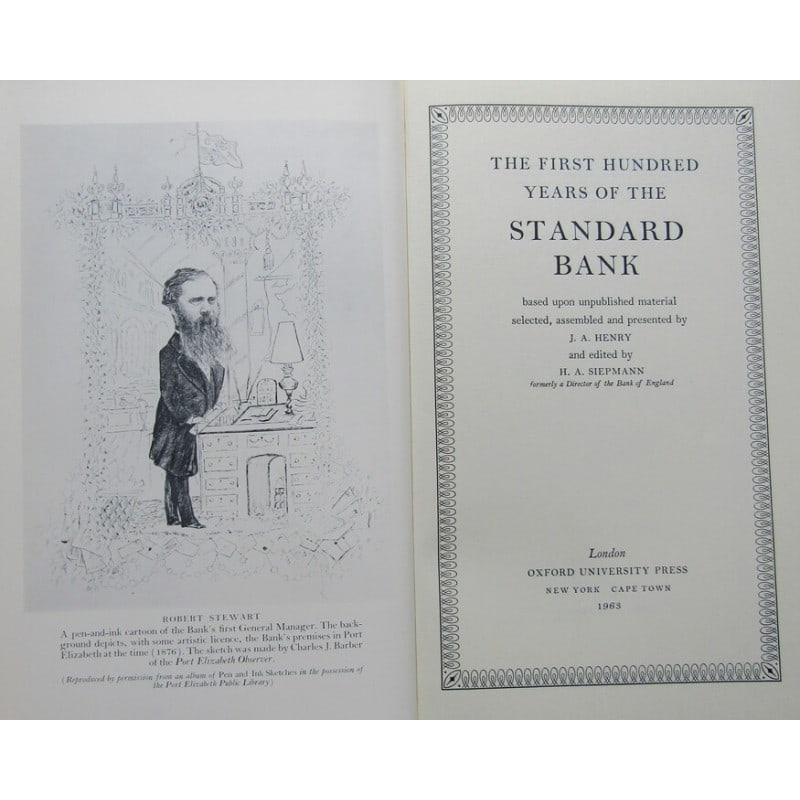 ROBERT STEWART
A pen-and-ink cartoon of the Bank's first General Manager. The back-
ground depicts, with some artistic licence, the Bank's premises in Port
Elizabeth at the time (1876). The sketch was made by Charles J. Barber
of the Port Elizabeth Observer.
(Reproduced by permission from an album of Pen and Ink Sketches in the possession of
the Port Elizabeth Public Library)
THE FIRST HUNDRED
YEARS OF THE
STANDARD
BANK
based upon unpublished material
selected, assembled and presented by
J. A. HENRY
and edited by
H. A. SIEPMANN
formerly a Director of the Bank of England
London
OXFORD UNIVERSITY PRESS
NEW YORK CAPE TOWN
1963